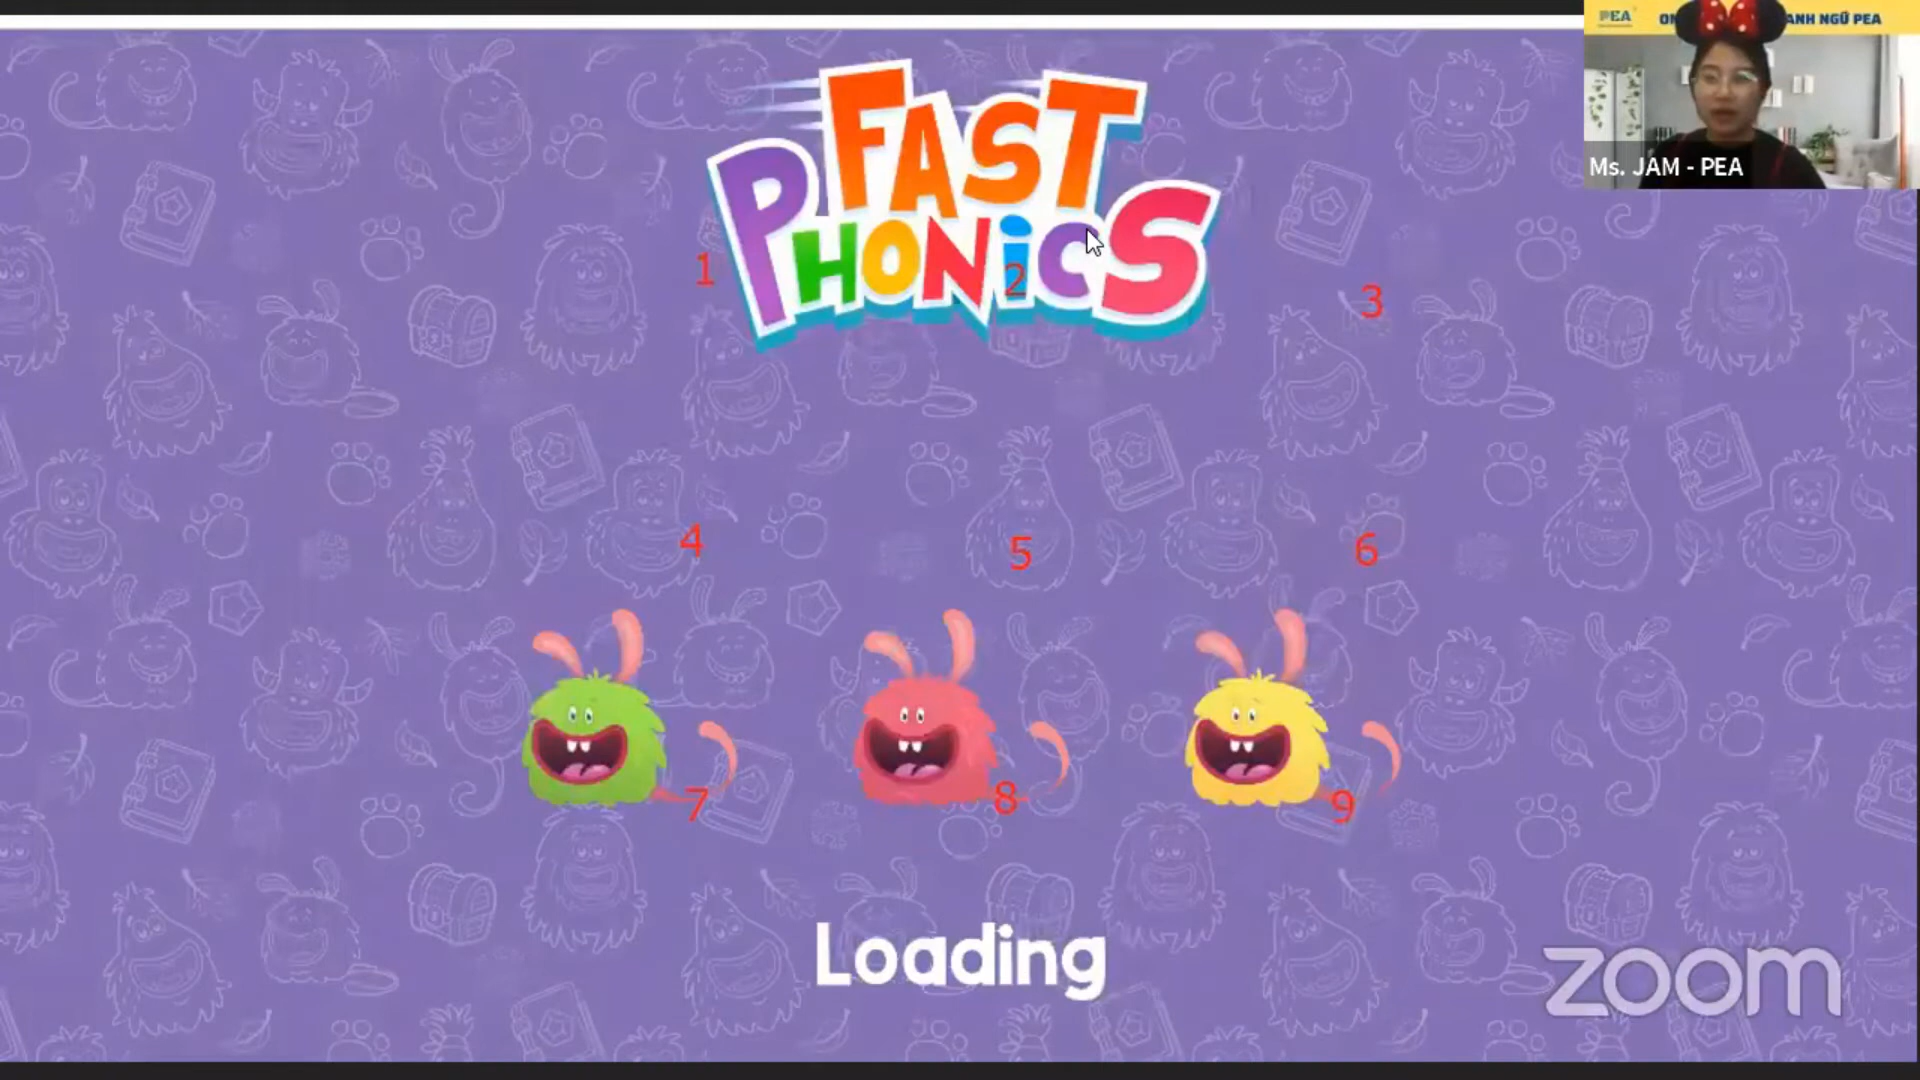 PEA
ANH NGỮ PEA
Ms. JAM - PEA
FAST
PHONiCS
1
2
3
4
5
6
7
8
9
Loading
zoom